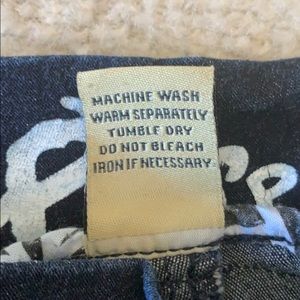 MACHINE WASH
WARM SEPARATELY
TUMBLE DRY
DO NOT BLEACH
IRON IF NECESSARY